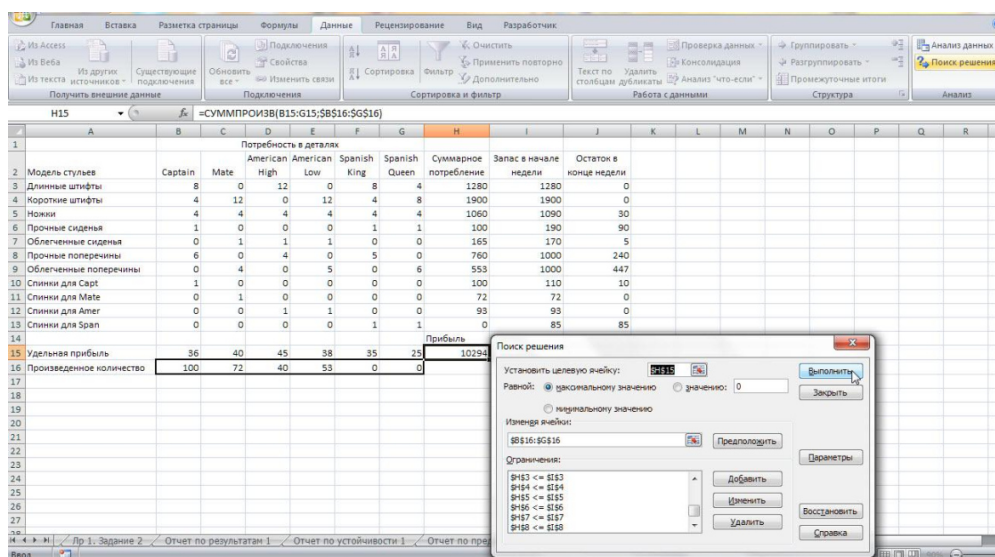 Главная Вставка Разметка страницы Формулы Данные Рецензирование Вид Разработчик
Из Access
Из Веба
Из текста
Из других источников
Существующие подключения
Получить внешние данные
Обновить все
Подключения
Свойства
Изменить связи
Подключения
Сортировка
Фильтр
Очистить
Применить повторно
Дополнительно
Сортировка и фильтр
Текст по столбцам
Удалить дубликаты
Проверка данных
Консолидация
Анализ "что-если"
Работа с данными
Группировать
Разгруппировать
Промежуточные итоги
Структура
Анализ данных
Поиск решения
Анализ
H15 fx =СУММПРОИЗВ(B15:G15;$B$16:$G$16)
A B C D E F G H I J K L M N O P Q R
1 Потребность в деталях
American American Spanish Spanish Суммарное Запас в начале Остаток в
2 Модель стульев Captain Mate High Low King Queen потребление недели конце недели
3 Длинные штифты 8 0 12 0 8 4 1280 1280 0
4 Короткие штифты 4 12 0 12 4 8 1900 1900 0
5 Ножки 4 4 4 4 4 4 1060 1090 30
6 Прочные сиденья 1 0 0 0 1 1 100 190 90
7 Облегченные сиденья 0 1 1 1 0 0 165 170 5
8 Прочные поперечины 6 0 4 0 5 0 760 1000 240
9 Облегченные поперечины 0 4 0 5 0 6 553 1000 447
10 Спинки для Capt 1 0 0 0 0 0 100 110 10
11 Спинки для Mate 0 1 0 0 0 0 72 72 0
12 Спинки для Amer 0 0 1 1 0 0 93 93 0
13 Спинки для Span 0 0 0 0 1 1 0 85 85
14 Прибыль
15 Удельная прибыль 36 40 45 38 35 25 10294
16 Произведенное количество 100 72 40 53 0 0
17
18
19
20
21
22
23
24
25
26
27
Поиск решения
Установить целевую ячейку: $H$15
Равной: максимальному значению значению: 0
минимальному значению
Изменяя ячейки:
$B$16:$G$16
Предположить
Ограничения:
$H$3 <= $I$3
$H$4 <= $I$4
$H$5 <= $I$5
$H$6 <= $I$6
$H$7 <= $I$7
$H$8 <= $I$8
Добавить
Изменить
Удалить
Выполнить
Закрыть
Параметры
Восстановить
Справка
Лр 1. Задание 2 Отчет по результатам 1 Отчет по устойчивости 1 Отчет по пре
Ввод